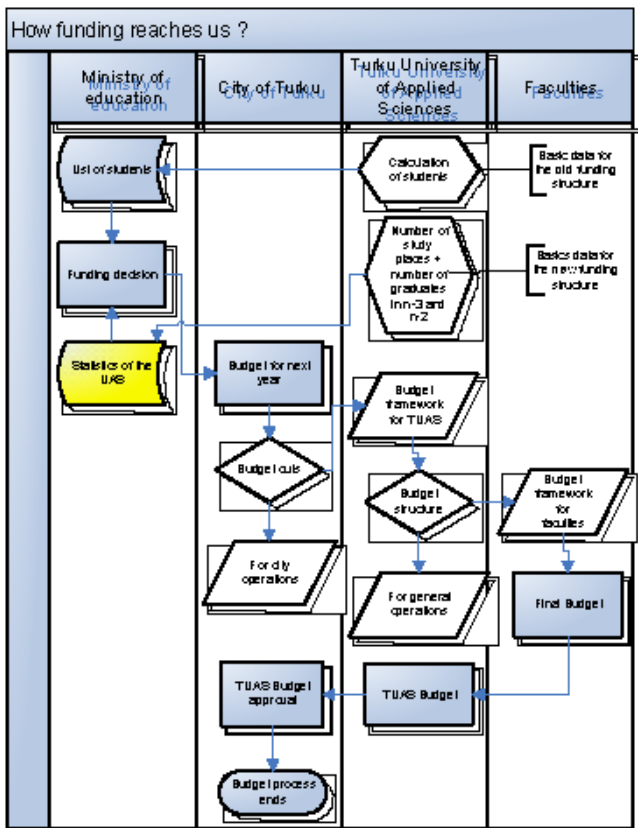 How funding reaches us ?
Ministry of
education
City of Turku
Turku University
of Applied
Sciences
Faculties
List of students
Calculation
of students
Basic data for
the old funding
structure
Funding decision
Number of
study
places +
number of
graduates
in n-3 and
n-2
Basics data for
the new funding
structure
Statistics of the
UAS
Budget for next
year
Budget
framework
for TUAS
Budget cuts
Budget
structure
Budget
framework
for
faculties
For city
operations
For general
operations
Final Budget
TUAS Budget
approval
TUAS Budget
Budget process
ends